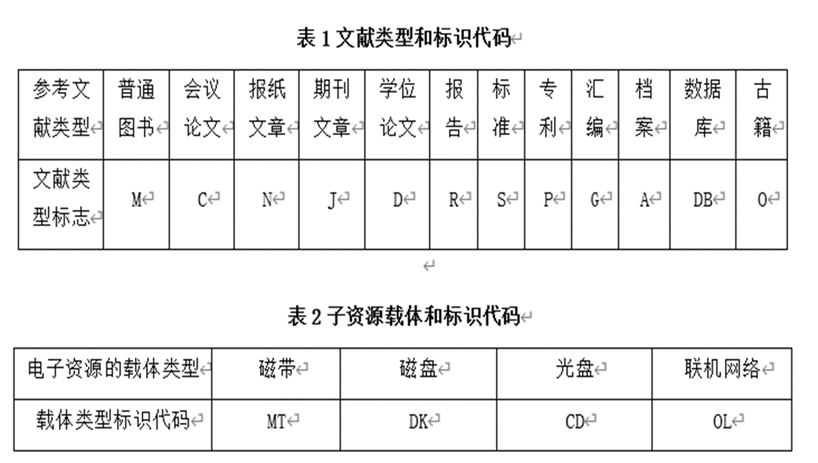 表1文献类型和标识代码↵
参考文献类型↵ 普通图书↵ 会议论文↵ 报纸文章↵ 期刊文章↵ 学位论文↵ 报告↵ 标准↵ 专利↵ 汇编↵ 档案↵ 数据库↵ 古籍↵
文献类型标志↵ M↵ C↵ N↵ J↵ D↵ R↵ S↵ P↵ G↵ A↵ DB↵ O↵
↵
表2子资源载体和标识代码↵
电子资源的载体类型↵ 磁带↵ 磁盘↵ 光盘↵ 联机网络↵
载体类型标识代码↵ MT↵ DK↵ CD↵ OL↵